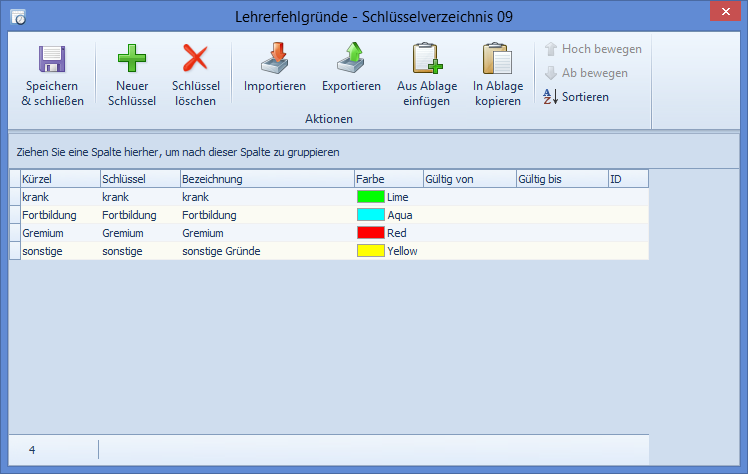 Lehrerfehlgründe - Schlüsselverzeichnis 09
Speichern
& schließen
Neuer
Schlüssel
Schlüssel
löschen
Importieren
Exportieren
Aus Ablage
einfügen
In Ablage
kopieren
Hoch bewegen
Ab bewegen
Sortieren
Aktionen
Ziehen Sie eine Spalte hierher, um nach dieser Spalte zu gruppieren
Kürzel Schlüssel Bezeichnung Farbe Gültig von Gültig bis ID
krank krank krank Lime
Fortbildung Fortbildung Fortbildung Aqua
Gremium Gremium Gremium Red
sonstige sonstige sonstige Gründe Yellow
4